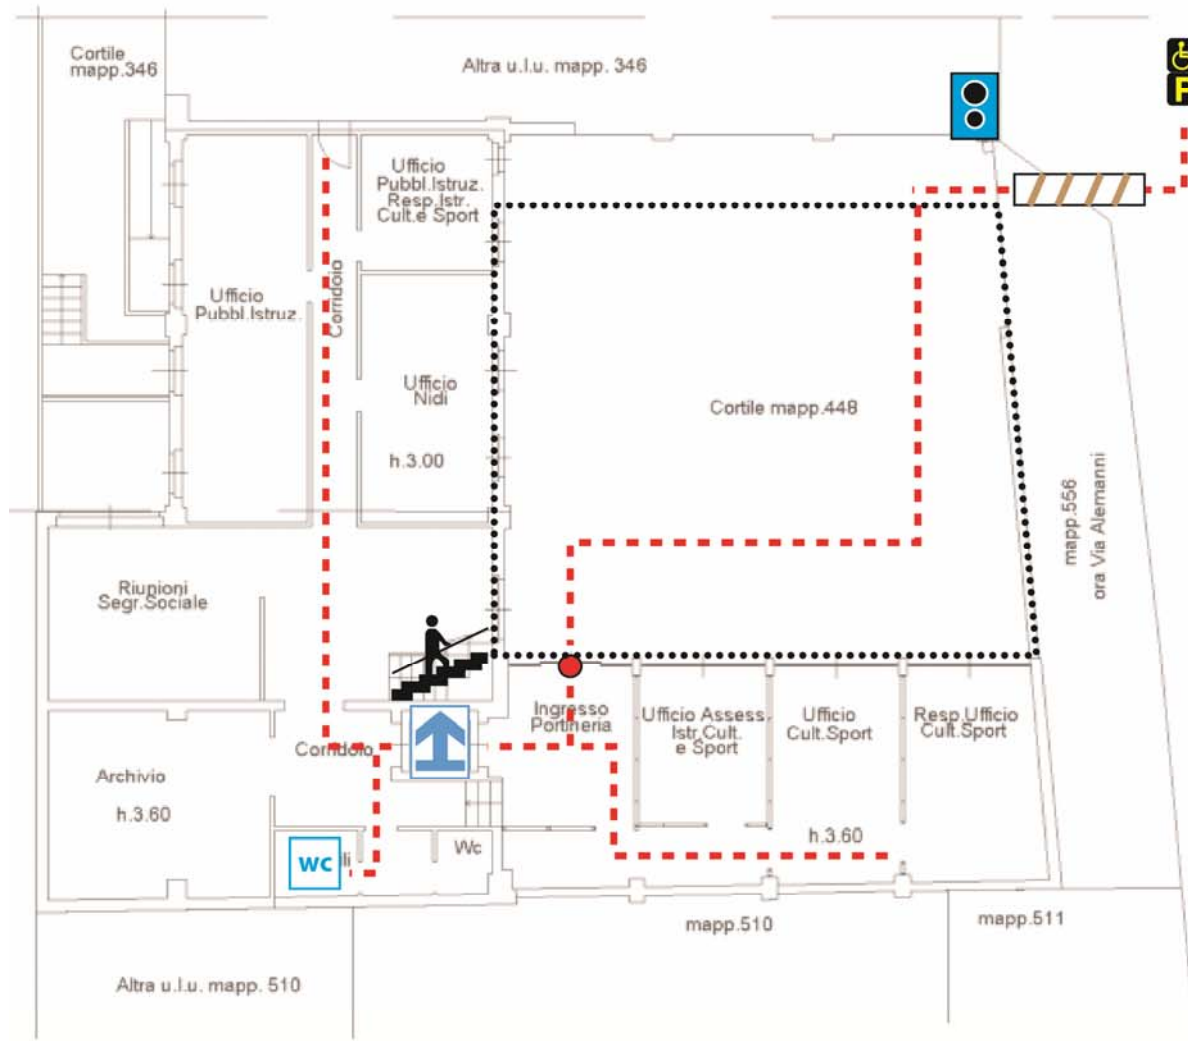 Cortile
mapp.346
Altra u.I.u. mapp. 346
P
Ufficio
Pubbl.Istruz.
Resp.Istr.
Cult.e Sport
Ufficio
Pubbl.Istruz.
Corridoio
Ufficio
Nidi
h.3.00
Cortile mapp.448
mapp.556
ora Via Alemanni
Riunioni
Segr.Sociale
Ingresso
Portineria
Ufficio Assess.
Istr.Cult.
e Sport
Ufficio
Cult.Sport
Resp.Ufficio
Cult.Sport
Corridoio
Archivio
h.3.60
h.3.60
WC
li
Wc
mapp.510
mapp.511
Altra u.I.u. mapp. 510